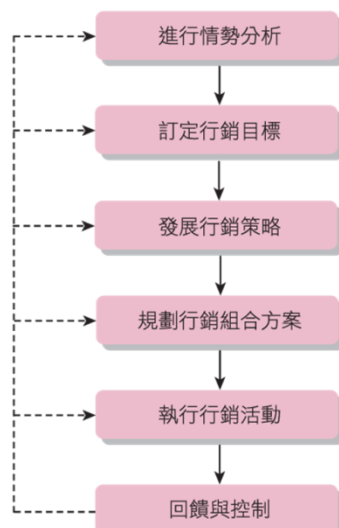 進行情勢分析
訂定行銷目標
發展行銷策略
規劃行銷組合方案
執行行銷活動
回饋與控制